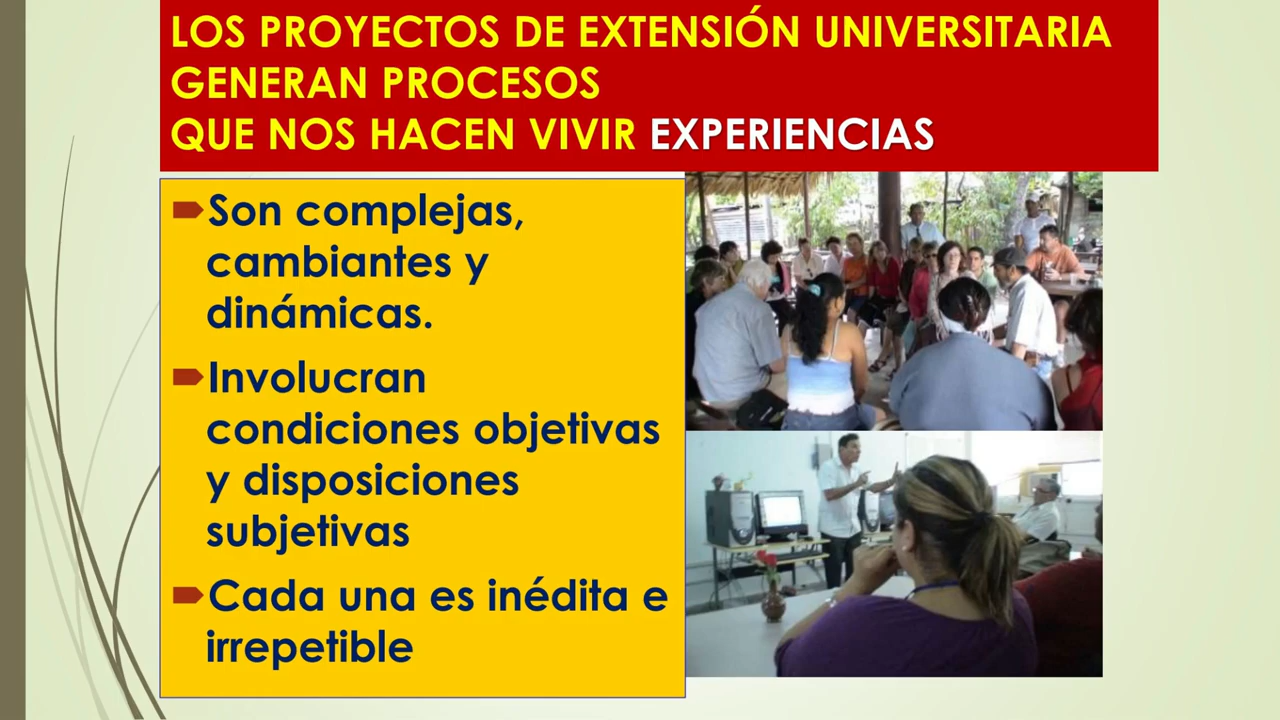 LOS PROYECTOS DE EXTENSIÓN UNIVERSITARIA
GENERAN PROCESOS
QUE NOS HACEN VIVIR EXPERIENCIAS
Son complejas,
cambiantes y
dinámicas.
Involucran
condiciones objetivas
y disposiciones
subjetivas
Cada una es inédita e
irrepetible